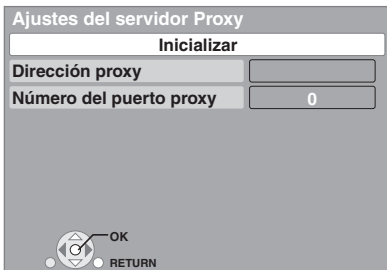 Ajustes del servidor Proxy
Inicializar
Dirección proxy
Número del puerto proxy 0
OK
RETURN